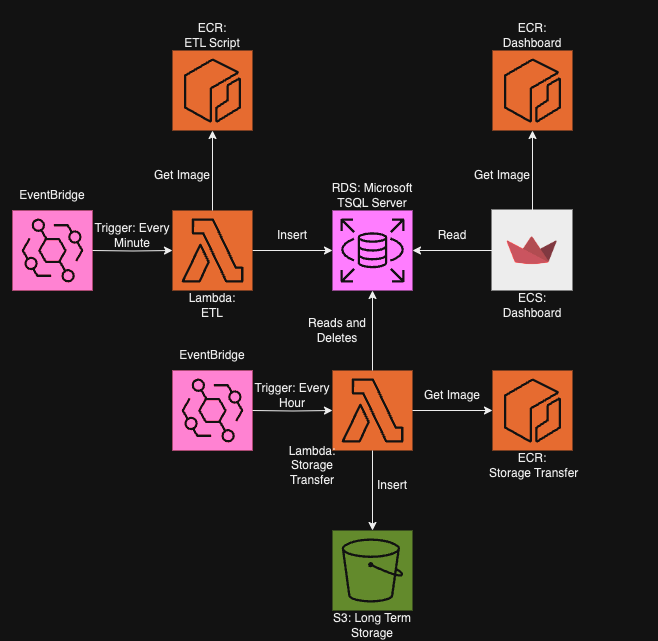 ECR:
ETL Script
ECR:
Dashboard
Get Image
Get Image
EventBridge
RDS: Microsoft
TSQL Server
Trigger: Every
Minute
Insert
Read
Lambda:
ETL
ECS:
Dashboard
Reads and
Deletes
EventBridge
Trigger: Every
Hour
Get Image
Lambda:
Storage
Transfer
ECR:
Storage Transfer
Insert
S3: Long Term
Storage